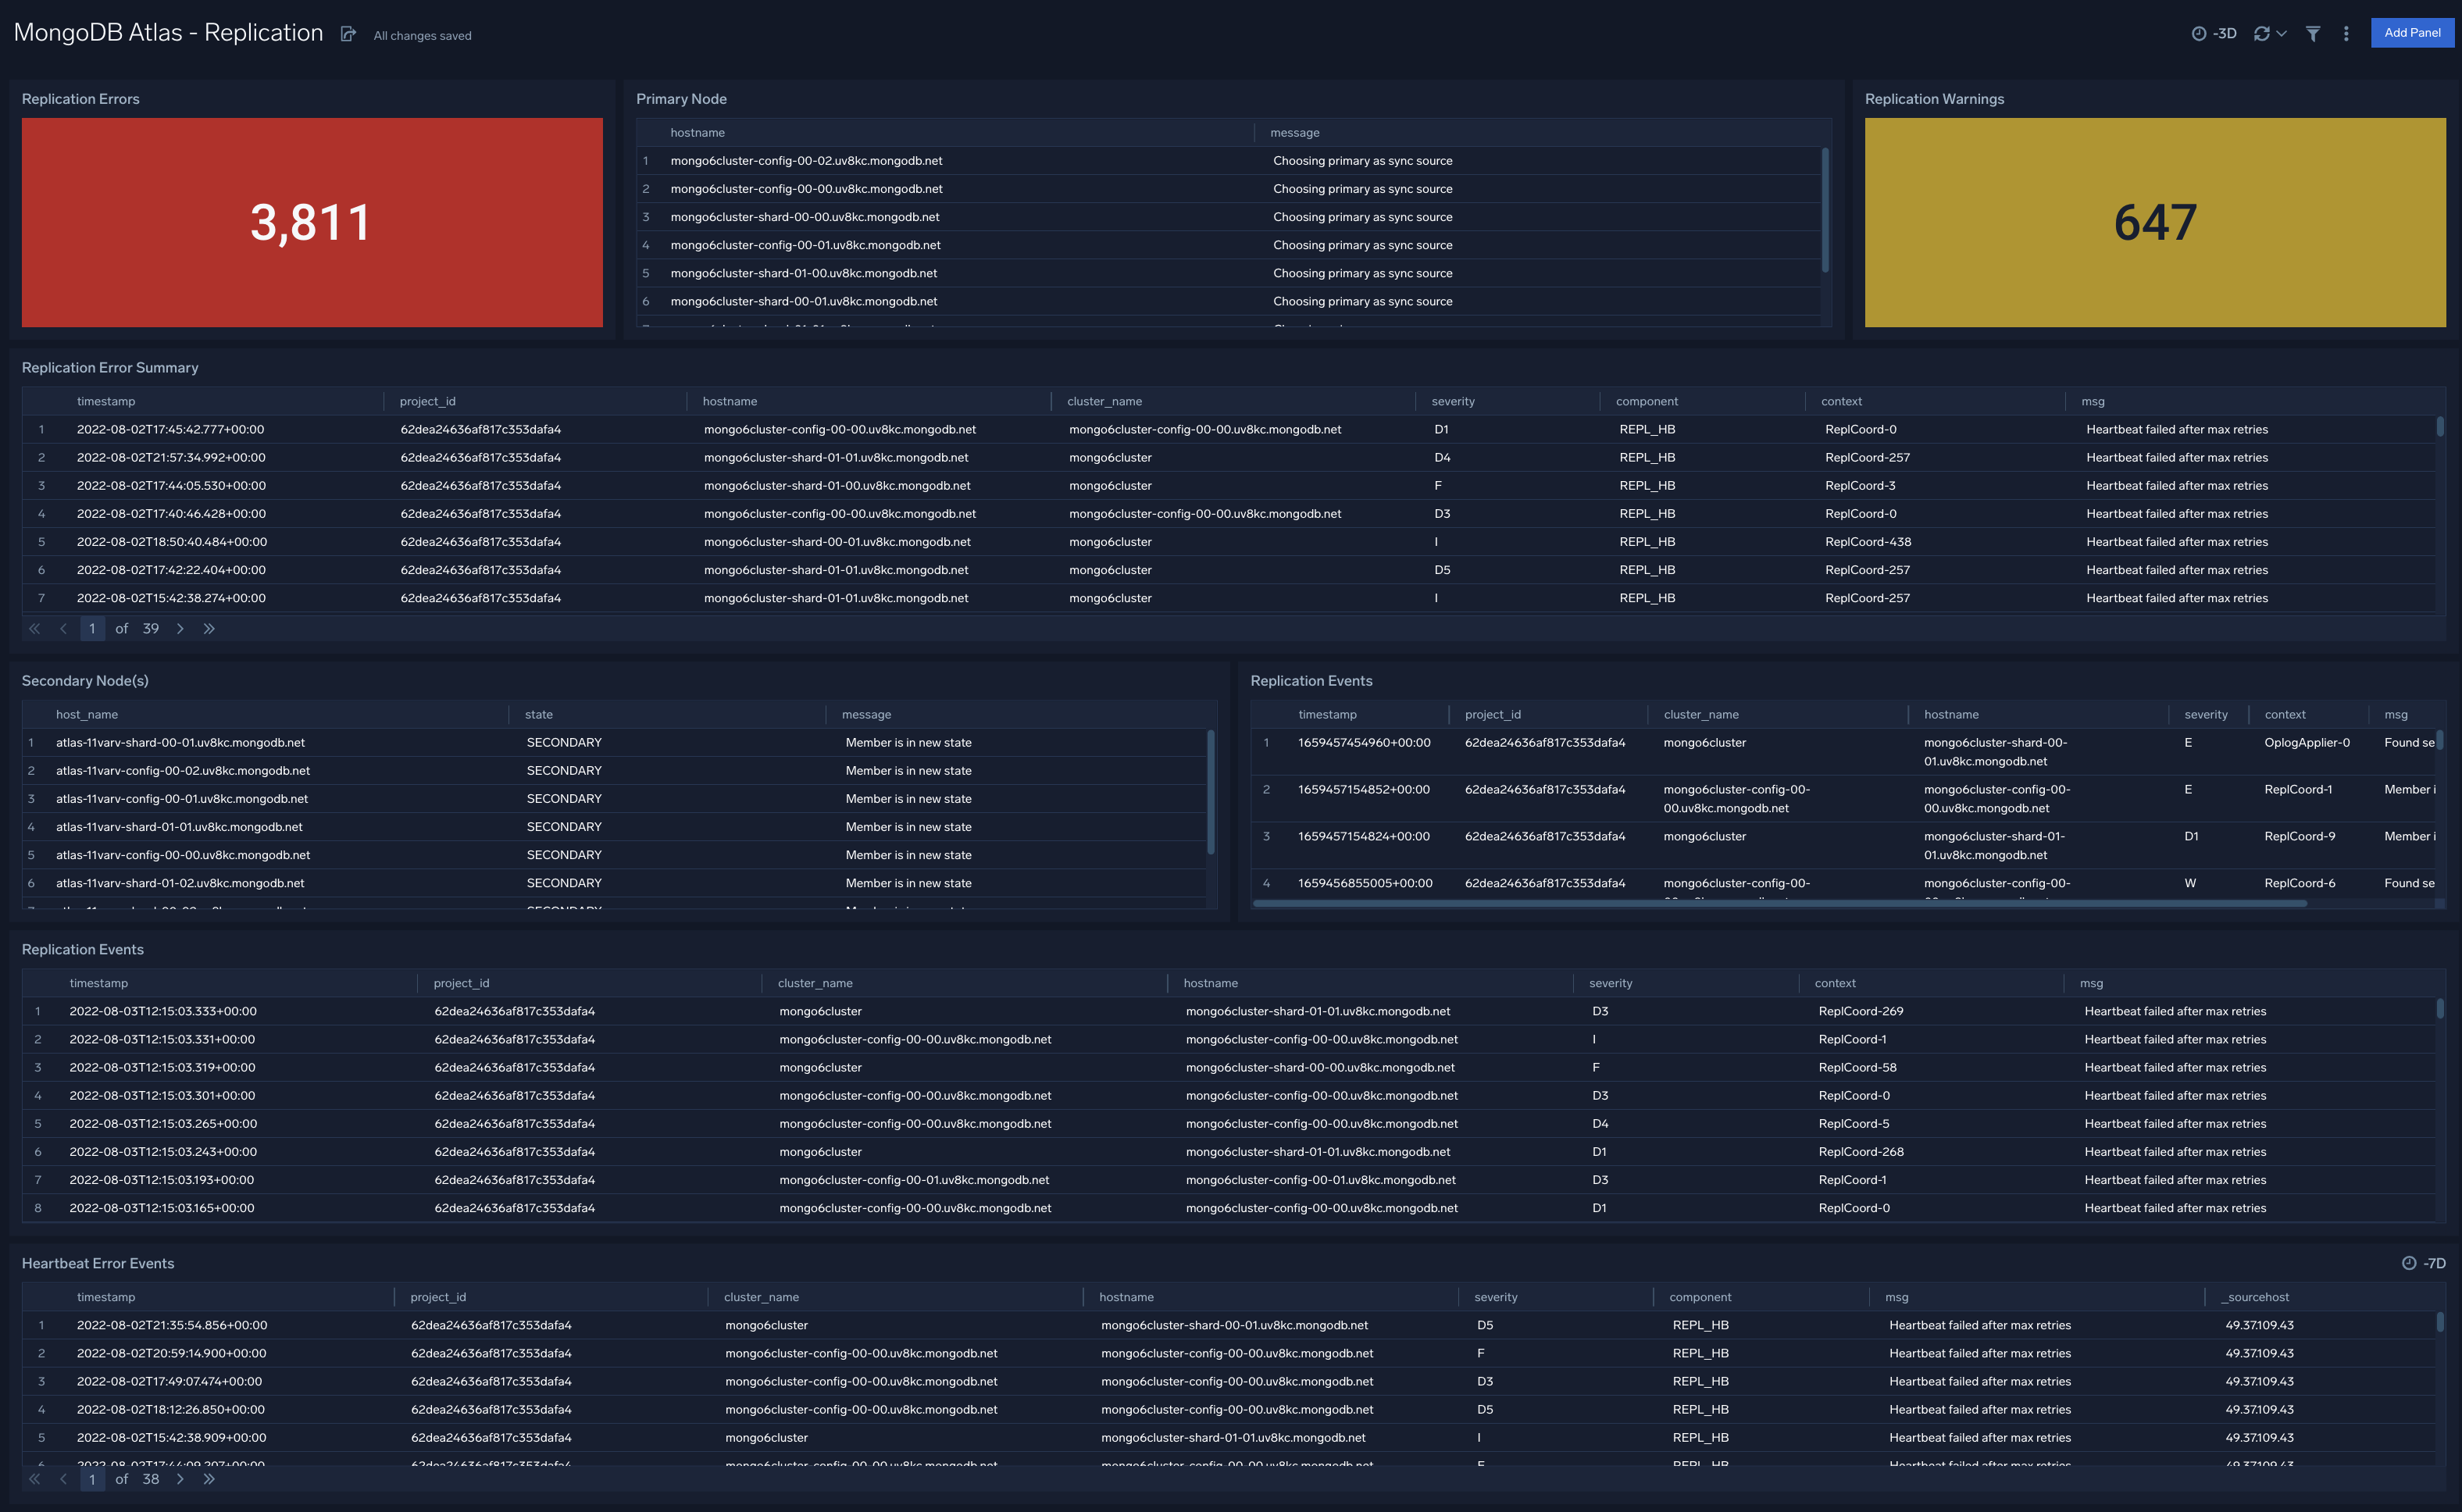 MongoDB Atlas - Replication All changes saved -3D Add Panel
Replication Errors
3,811
Primary Node
hostname message
1 mongo6cluster-config-00-02.uv8kc.mongodb.net Choosing primary as sync source
2 mongo6cluster-config-00-00.uv8kc.mongodb.net Choosing primary as sync source
3 mongo6cluster-shard-00-00.uv8kc.mongodb.net Choosing primary as sync source
4 mongo6cluster-config-00-01.uv8kc.mongodb.net Choosing primary as sync source
5 mongo6cluster-shard-01-00.uv8kc.mongodb.net Choosing primary as sync source
6 mongo6cluster-shard-00-01.uv8kc.mongodb.net Choosing primary as sync source
Replication Warnings
647
Replication Error Summary
timestamp project_id hostname cluster_name severity component context msg
1 2022-08-02T17:45:42.777+00:00 62dea24636af817c353dafa4 mongo6cluster-config-00-00.uv8kc.mongodb.net mongo6cluster-config-00-00.uv8kc.mongodb.net D1 REPL_HB ReplCoord-0 Heartbeat failed after max retries
2 2022-08-02T21:57:34.992+00:00 62dea24636af817c353dafa4 mongo6cluster-shard-01-01.uv8kc.mongodb.net mongo6cluster D4 REPL_HB ReplCoord-257 Heartbeat failed after max retries
3 2022-08-02T17:44:05.530+00:00 62dea24636af817c353dafa4 mongo6cluster-shard-01-00.uv8kc.mongodb.net mongo6cluster F REPL_HB ReplCoord-3 Heartbeat failed after max retries
4 2022-08-02T17:40:46.428+00:00 62dea24636af817c353dafa4 mongo6cluster-config-00-00.uv8kc.mongodb.net mongo6cluster-config-00-00.uv8kc.mongodb.net D3 REPL_HB ReplCoord-0 Heartbeat failed after max retries
5 2022-08-02T18:50:40.484+00:00 62dea24636af817c353dafa4 mongo6cluster-shard-00-01.uv8kc.mongodb.net mongo6cluster I REPL_HB ReplCoord-438 Heartbeat failed after max retries
6 2022-08-02T17:42:22.404+00:00 62dea24636af817c353dafa4 mongo6cluster-shard-01-01.uv8kc.mongodb.net mongo6cluster D5 REPL_HB ReplCoord-257 Heartbeat failed after max retries
7 2022-08-02T15:42:38.274+00:00 62dea24636af817c353dafa4 mongo6cluster-shard-01-01.uv8kc.mongodb.net mongo6cluster I REPL_HB ReplCoord-257 Heartbeat failed after max retries
1 of 39
Secondary Node(s)
host_name state message
1 atlas-11varv-shard-00-01.uv8kc.mongodb.net SECONDARY Member is in new state
2 atlas-11varv-config-00-02.uv8kc.mongodb.net SECONDARY Member is in new state
3 atlas-11varv-config-00-01.uv8kc.mongodb.net SECONDARY Member is in new state
4 atlas-11varv-shard-01-01.uv8kc.mongodb.net SECONDARY Member is in new state
5 atlas-11varv-config-00-00.uv8kc.mongodb.net SECONDARY Member is in new state
6 atlas-11varv-shard-01-02.uv8kc.mongodb.net SECONDARY Member is in new state
Replication Events
timestamp project_id cluster_name hostname severity context msg
1 1659457454960+00:00 62dea24636af817c353dafa4 mongo6cluster mongo6cluster-shard-00- E OplogApplier-0 Found se
01.uv8kc.mongodb.net
2 1659457154852+00:00 62dea24636af817c353dafa4 mongo6cluster-config-00- mongo6cluster-config-00- E ReplCoord-1 Member i
00.uv8kc.mongodb.net 00.uv8kc.mongodb.net
3 1659457154824+00:00 62dea24636af817c353dafa4 mongo6cluster mongo6cluster-shard-01- D1 ReplCoord-9 Member i
01.uv8kc.mongodb.net
4 1659456855005+00:00 62dea24636af817c353dafa4 mongo6cluster-config-00- mongo6cluster-config-00- W ReplCoord-6 Found se
Replication Events
timestamp project_id cluster_name hostname severity context msg
1 2022-08-03T12:15:03.333+00:00 62dea24636af817c353dafa4 mongo6cluster mongo6cluster-shard-01-01.uv8kc.mongodb.net D3 ReplCoord-269 Heartbeat failed after max retries
2 2022-08-03T12:15:03.331+00:00 62dea24636af817c353dafa4 mongo6cluster-config-00-00.uv8kc.mongodb.net mongo6cluster-config-00-00.uv8kc.mongodb.net I ReplCoord-1 Heartbeat failed after max retries
3 2022-08-03T12:15:03.319+00:00 62dea24636af817c353dafa4 mongo6cluster mongo6cluster-shard-00-00.uv8kc.mongodb.net F ReplCoord-58 Heartbeat failed after max retries
4 2022-08-03T12:15:03.301+00:00 62dea24636af817c353dafa4 mongo6cluster-config-00-00.uv8kc.mongodb.net mongo6cluster-config-00-00.uv8kc.mongodb.net D3 ReplCoord-0 Heartbeat failed after max retries
5 2022-08-03T12:15:03.265+00:00 62dea24636af817c353dafa4 mongo6cluster-config-00-00.uv8kc.mongodb.net mongo6cluster-config-00-00.uv8kc.mongodb.net D4 ReplCoord-5 Heartbeat failed after max retries
6 2022-08-03T12:15:03.243+00:00 62dea24636af817c353dafa4 mongo6cluster mongo6cluster-shard-01-01.uv8kc.mongodb.net D1 ReplCoord-268 Heartbeat failed after max retries
7 2022-08-03T12:15:03.193+00:00 62dea24636af817c353dafa4 mongo6cluster-config-00-01.uv8kc.mongodb.net mongo6cluster-config-00-01.uv8kc.mongodb.net D3 ReplCoord-1 Heartbeat failed after max retries
8 2022-08-03T12:15:03.165+00:00 62dea24636af817c353dafa4 mongo6cluster-config-00-00.uv8kc.mongodb.net mongo6cluster-config-00-00.uv8kc.mongodb.net D1 ReplCoord-0 Heartbeat failed after max retries
Heartbeat Error Events -7D
timestamp project_id cluster_name hostname severity component msg _sourcehost
1 2022-08-02T21:35:54.856+00:00 62dea24636af817c353dafa4 mongo6cluster mongo6cluster-shard-00-01.uv8kc.mongodb.net D5 REPL_HB Heartbeat failed after max retries 49.37.109.43
2 2022-08-02T20:59:14.900+00:00 62dea24636af817c353dafa4 mongo6cluster-config-00-00.uv8kc.mongodb.net mongo6cluster-config-00-00.uv8kc.mongodb.net F REPL_HB Heartbeat failed after max retries 49.37.109.43
3 2022-08-02T17:49:07.474+00:00 62dea24636af817c353dafa4 mongo6cluster-config-00-00.uv8kc.mongodb.net mongo6cluster-config-00-00.uv8kc.mongodb.net D3 REPL_HB Heartbeat failed after max retries 49.37.109.43
4 2022-08-02T18:12:26.850+00:00 62dea24636af817c353dafa4 mongo6cluster-config-00-00.uv8kc.mongodb.net mongo6cluster-config-00-00.uv8kc.mongodb.net D5 REPL_HB Heartbeat failed after max retries 49.37.109.43
5 2022-08-02T15:42:38.909+00:00 62dea24636af817c353dafa4 mongo6cluster mongo6cluster-shard-01-01.uv8kc.mongodb.net I REPL_HB Heartbeat failed after max retries 49.37.109.43
1 of 38